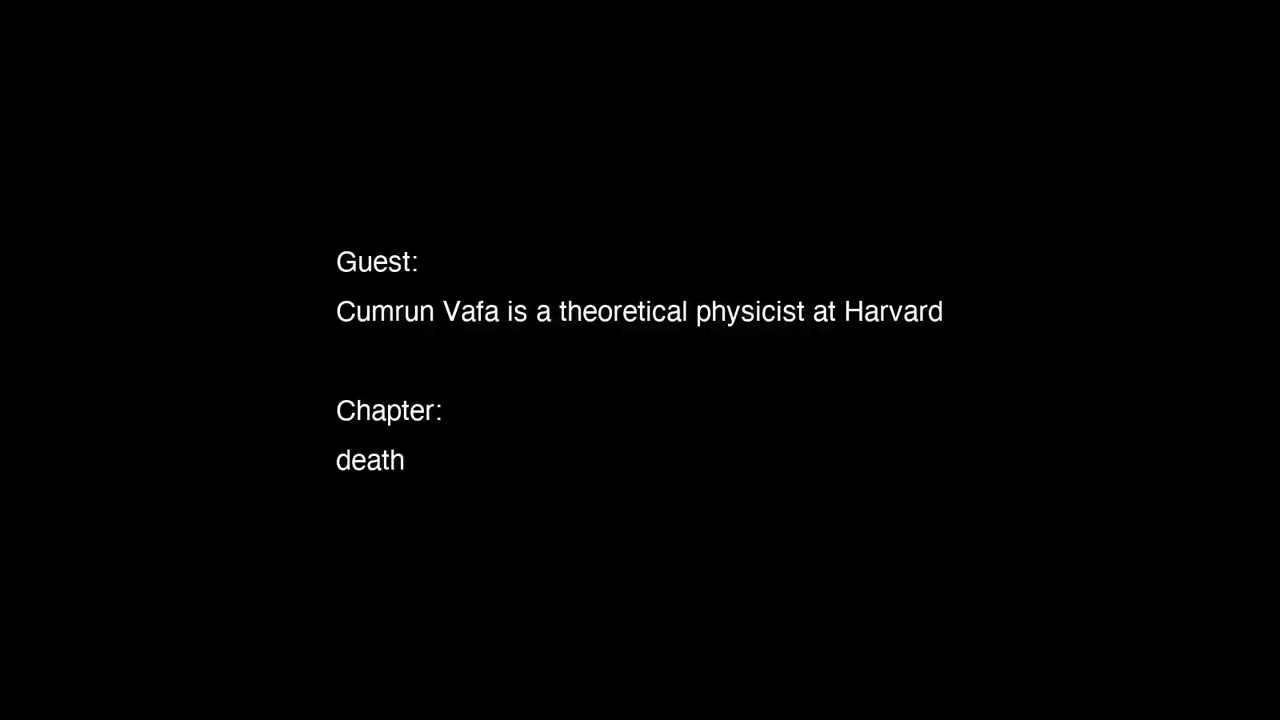 Guest:
Cumrun Vafa is a theoretical physicist at Harvard
Chapter:
death